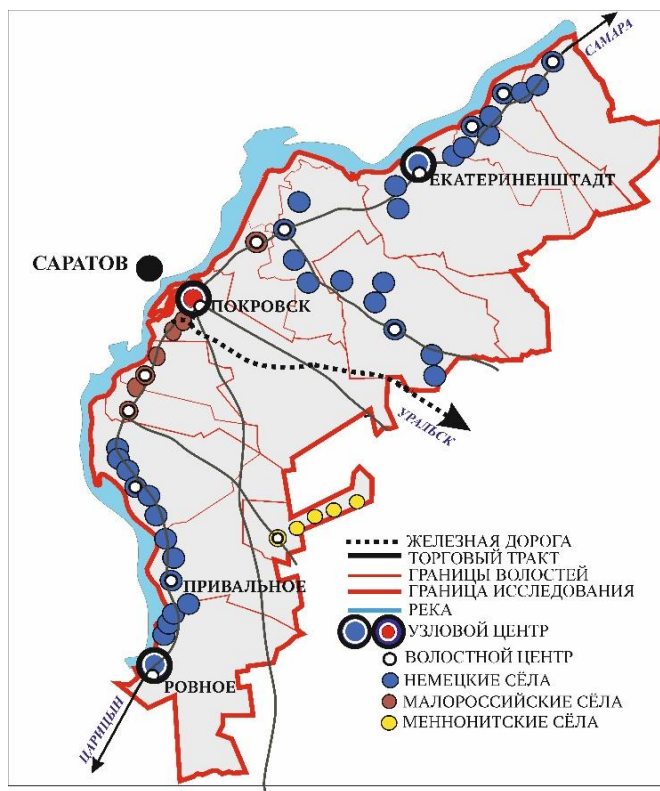 САМАРА
ЕКАТЕРИНЕНШТАДТ
САРАТОВ
ПОКРОВСК
УРАЛЬСК
ПРИВАЛЬНОЕ
РОВНОЕ
ЦАРИЦЫН
ЖЕЛЕЗНАЯ ДОРОГА
ТОРГОВЫЙ ТРАКТ
ГРАНИЦЫ ВОЛОСТЕЙ
ГРАНИЦА ИССЛЕДОВАНИЯ
РЕКА
УЗЛОВОЙ ЦЕНТР
ВОЛОСТНОЙ ЦЕНТР
НЕМЕЦКИЕ СЁЛА
МАЛОРОССИЙСКИЕ СЁЛА
МЕННОНИТСКИЕ СЁЛА